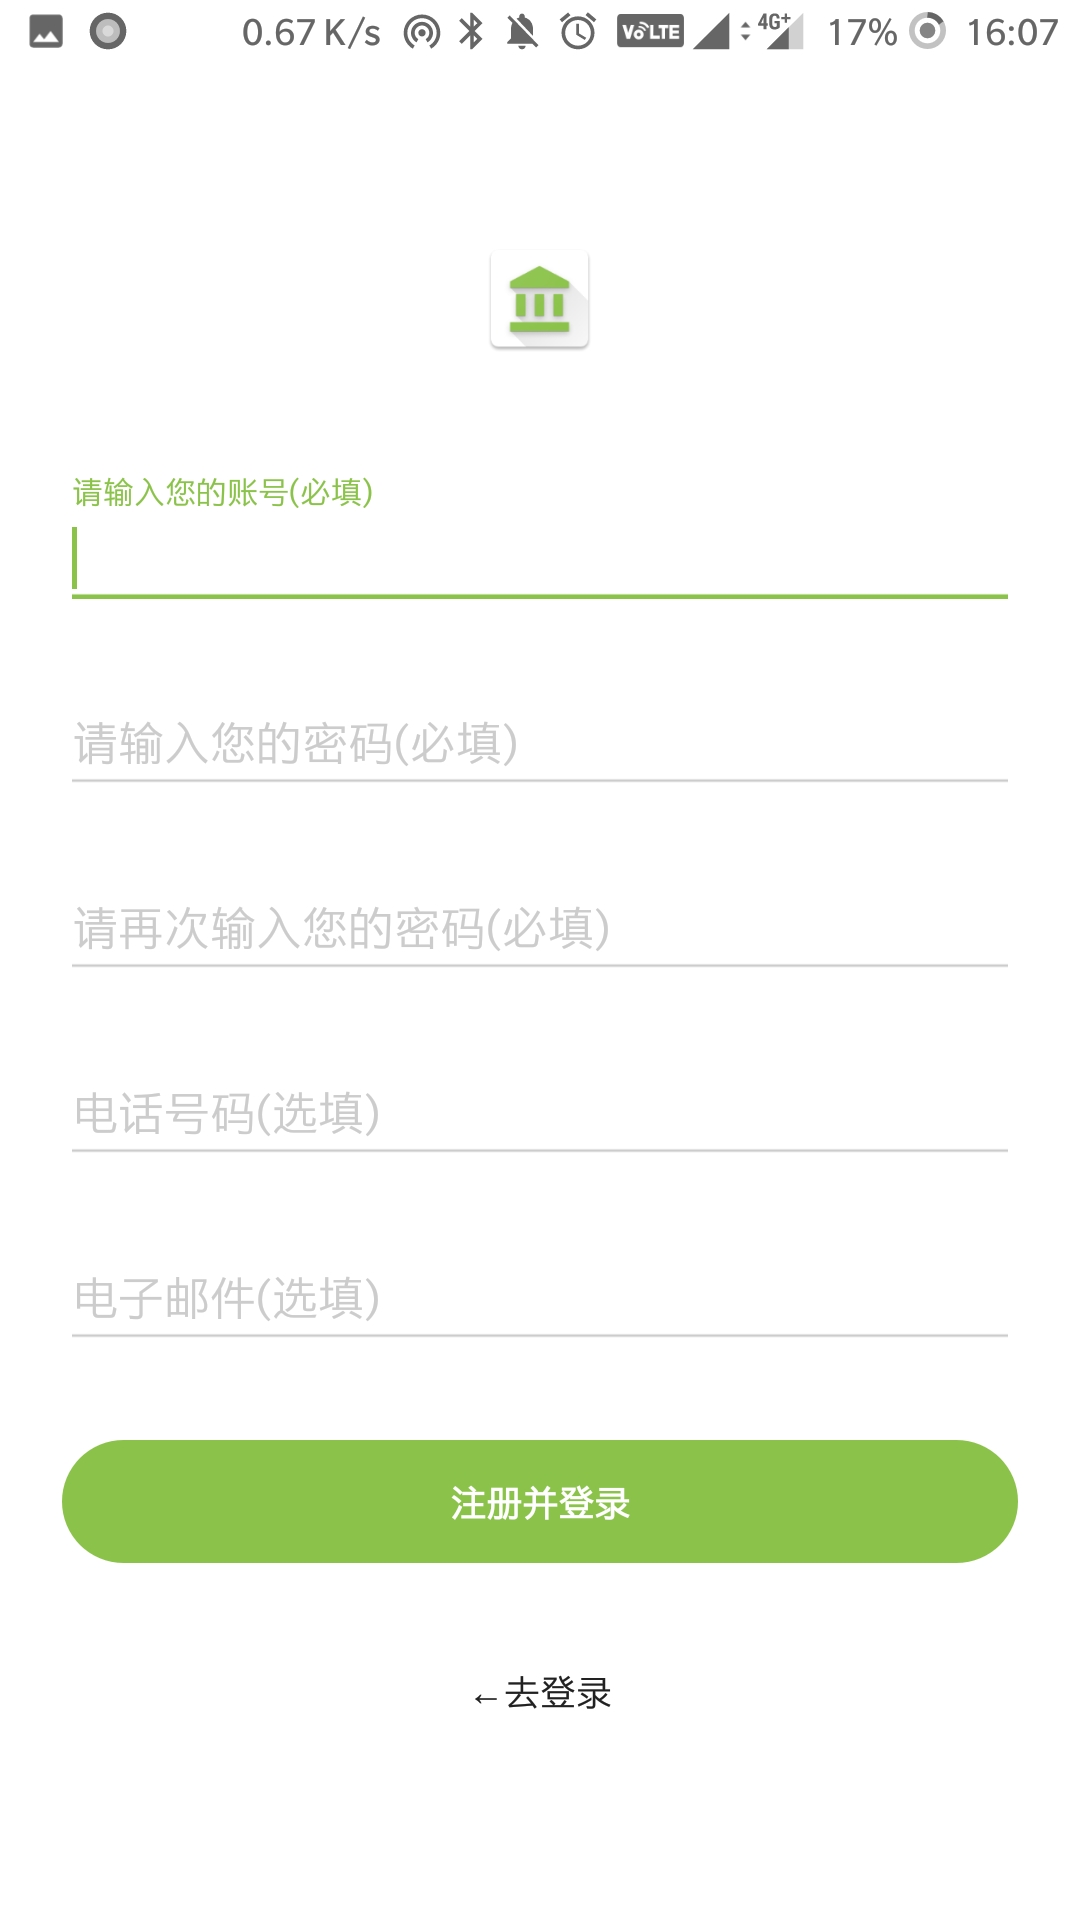 0.67 K/s VoLTE 4G+ 17% 16:07
请输入您的账号(必填)
请输入您的密码(必填)
请再次输入您的密码(必填)
电话号码(选填)
电子邮件(选填)
注册并登录
←去登录